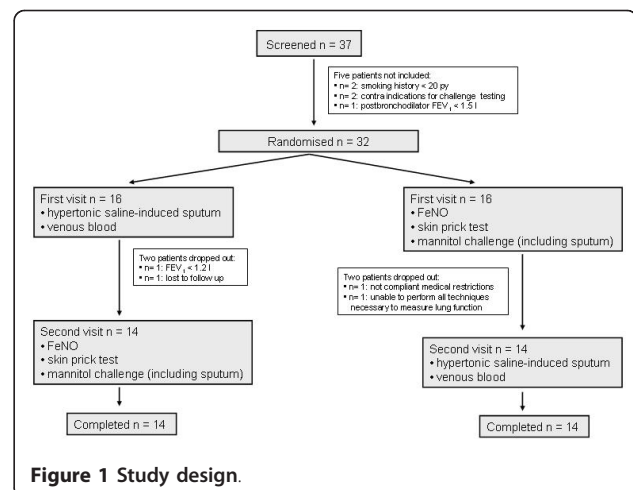 Screened n = 37
Five patients not included:
• n= 2: smoking history < 20 py
• n= 2: contra indications for challenge testing
• n= 1: postbronchodilator FEV₁ < 1.5 l
Randomised n = 32
First visit n = 16
• hypertonic saline-induced sputum
• venous blood
First visit n = 16
• FeNO
• skin prick test
• mannitol challenge (including sputum)
Two patients dropped out:
n= 1: FEV₁ < 1.2 l
n= 1: lost to follow up
Two patients dropped out:
n= 1: not compliant medical restrictions
n= 1: unable to perform all techniques
necessary to measure lung function
Second visit n = 14
• FeNO
• skin prick test
• mannitol challenge (including sputum)
Second visit n = 14
• hypertonic saline-induced sputum
• venous blood
Completed n = 14
Completed n = 14
Figure 1 Study design.